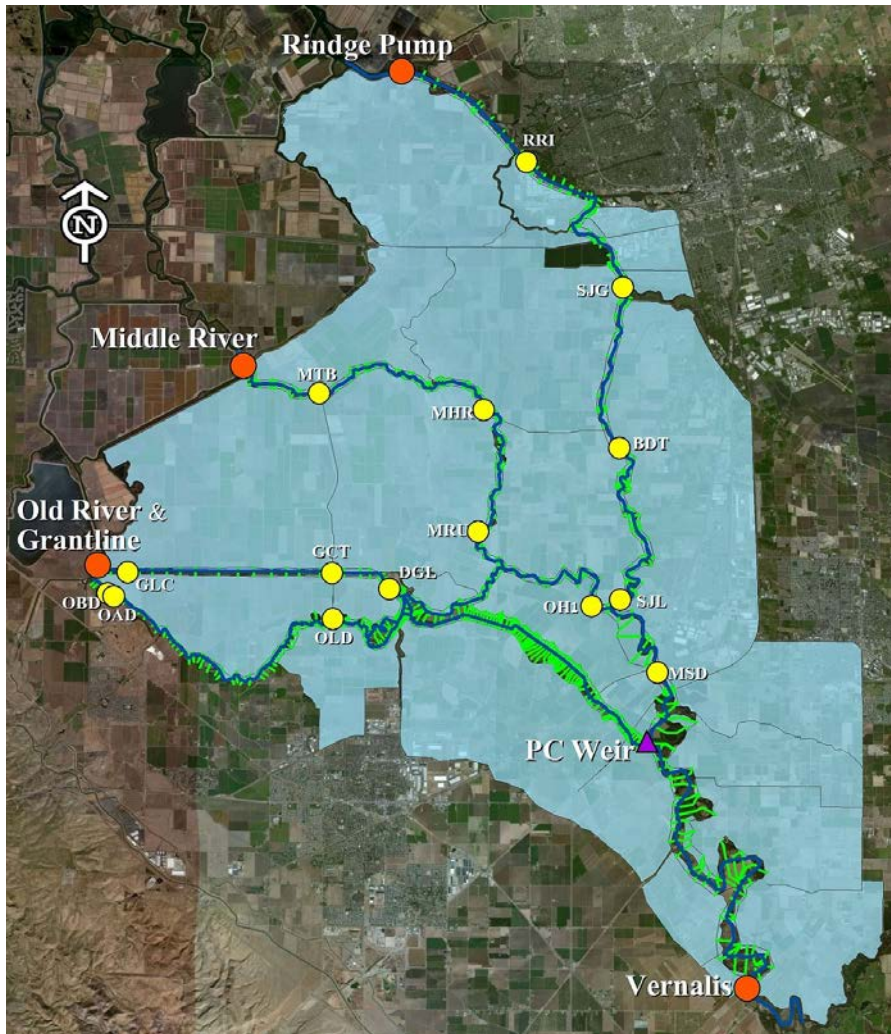 Rindge Pump
RRI
N
SJG
Middle River
MTB
MHR
BDT
Old River &
Grantline
MRU
GCT
GLC
DGL
OBD
OAD
OH1
SJL
OLD
MSD
PC Weir
Vernalis